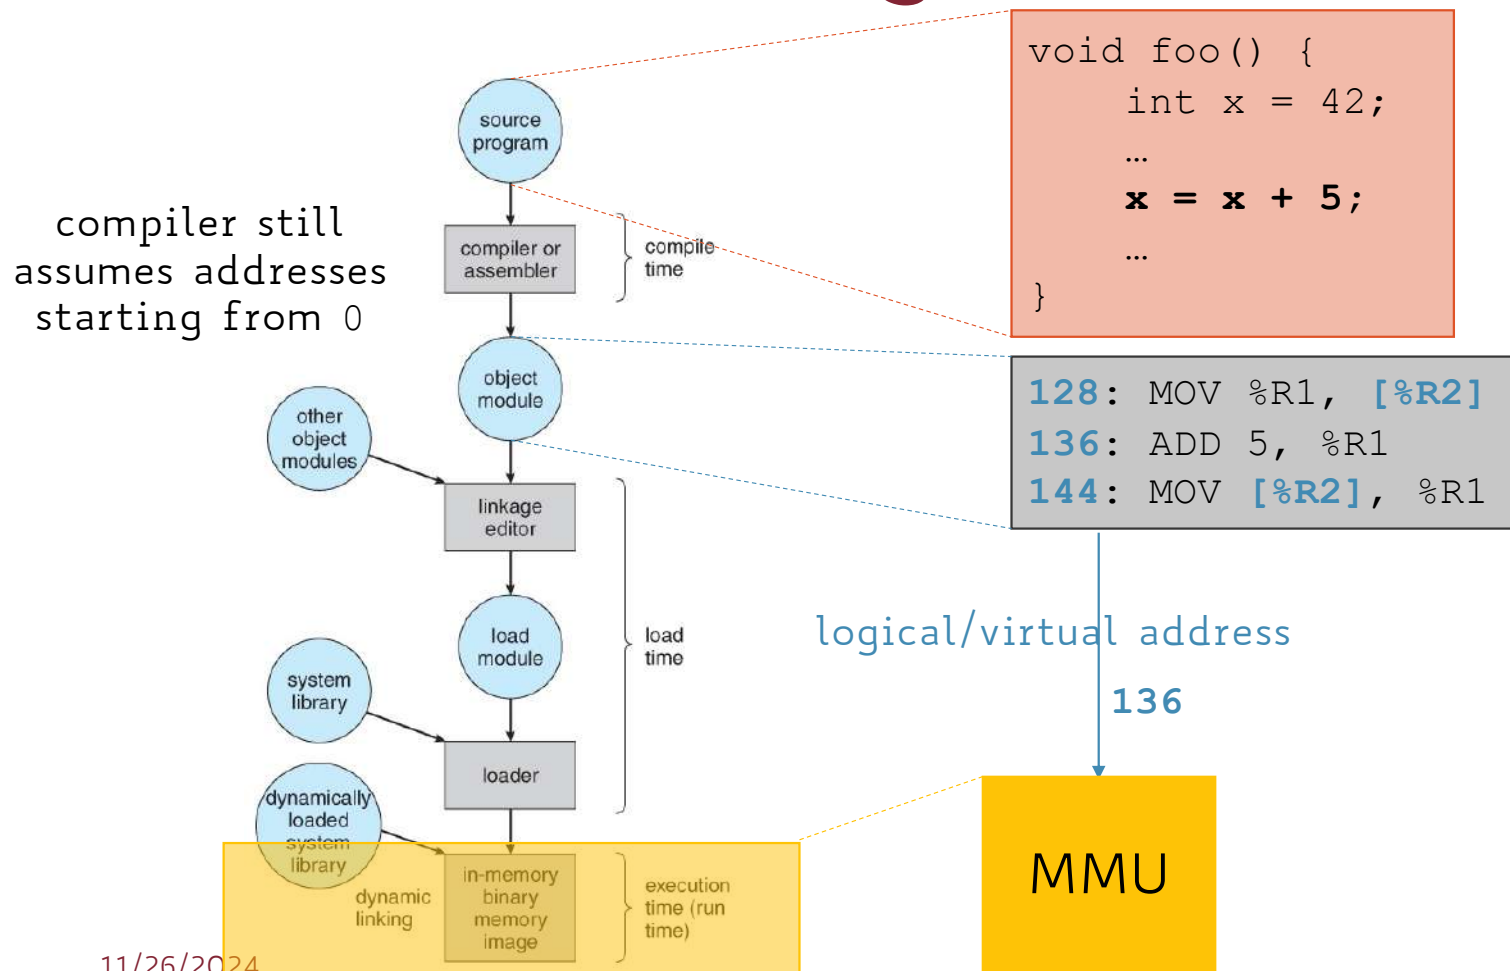 void foo() {
int x = 42;
…
x = x + 5;
…
}
source
program
compiler still
assumes addresses
starting from 0
compiler or
assembler
compile
time
object
module
128: MOV %R1, [%R2]
136: ADD 5, %R1
144: MOV [%R2], %R1
other
object
modules
linkage
editor
load
module
load
time
logical/virtual address
136
system
library
loader
dynamically
loaded
system
library
MMU
dynamic
linking
in-memory
binary
memory
image
execution
time (run
time)
11/26/2024